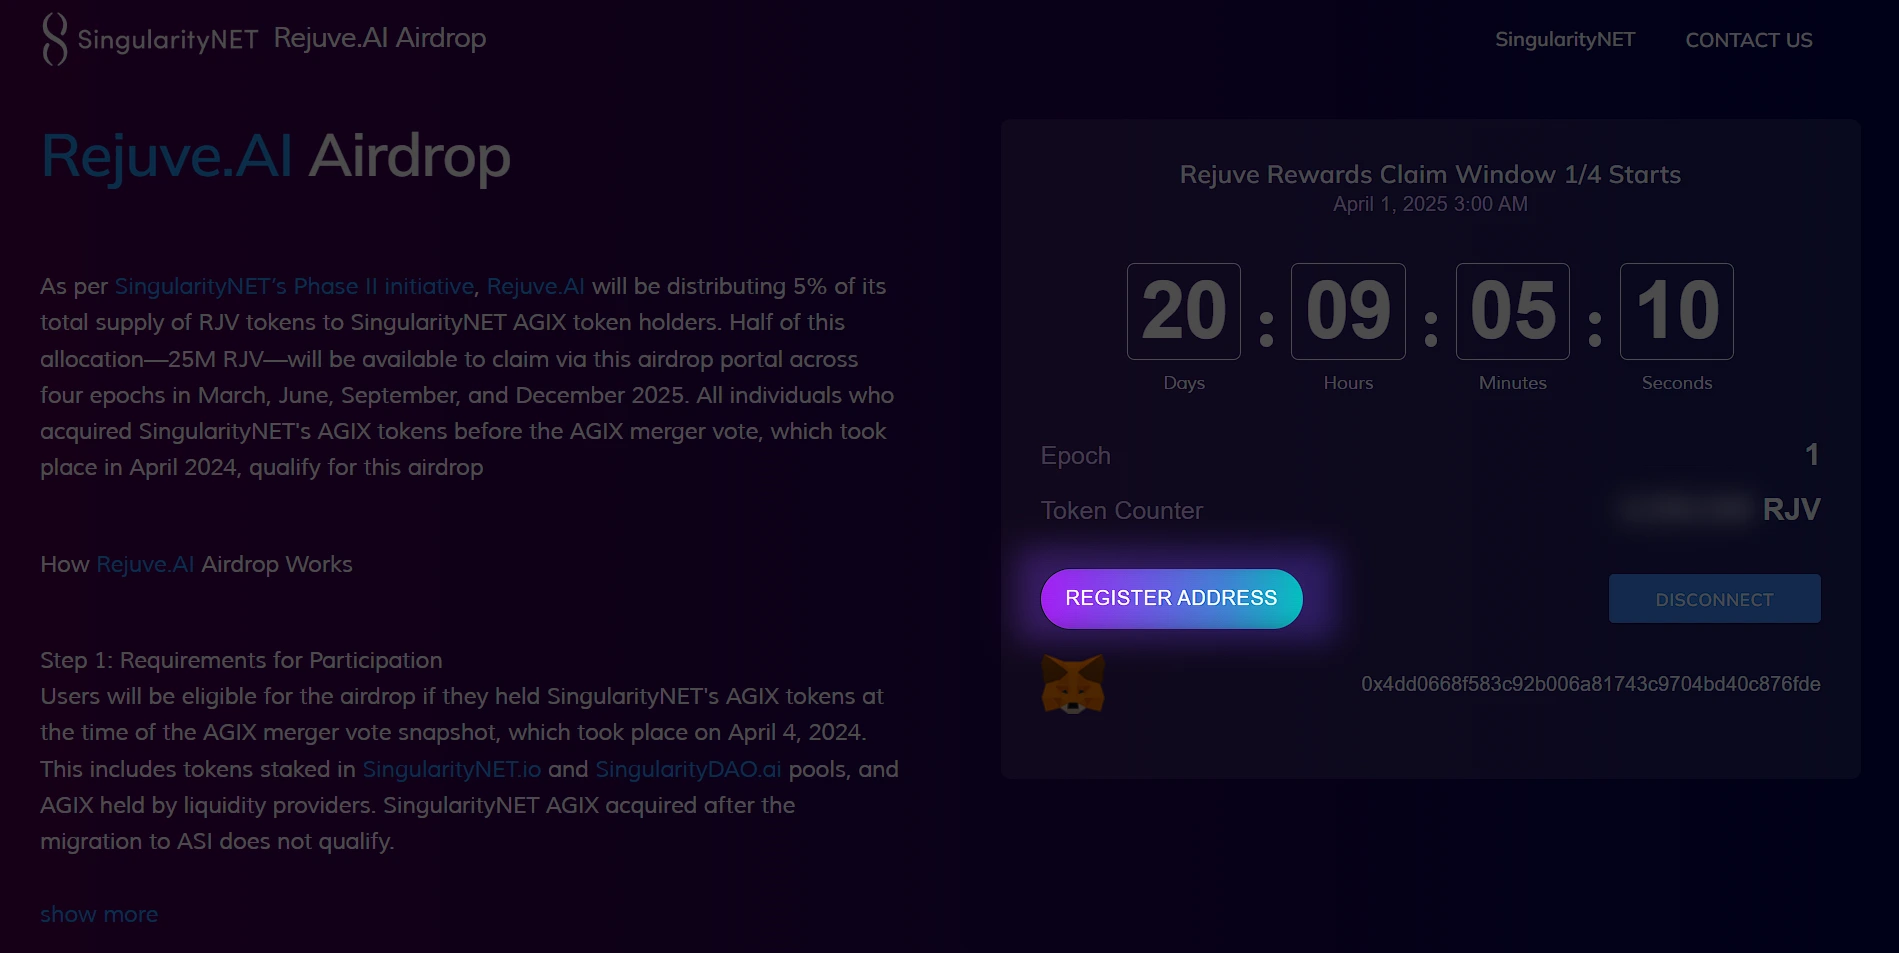 SingularityNET Rejuve.AI Airdrop
SingularityNET
CONTACT US
Rejuve.AI Airdrop
As per SingularityNET's Phase II initiative, Rejuve.AI will be distributing 5% of its
total supply of RJV tokens to SingularityNET AGIX token holders. Half of this
allocation—25M RJV—will be available to claim via this airdrop portal across
four epochs in March, June, September, and December 2025. All individuals who
acquired SingularityNET's AGIX tokens before the AGIX merger vote, which took
place in April 2024, qualify for this airdrop
How Rejuve.AI Airdrop Works
Step 1: Requirements for Participation
Users will be eligible for the airdrop if they held SingularityNET's AGIX tokens at
the time of the AGIX merger vote snapshot, which took place on April 4, 2024.
This includes tokens staked in SingularityNET.io and SingularityDAO.ai pools, and
AGIX held by liquidity providers. SingularityNET AGIX acquired after the
migration to ASI does not qualify.
show more
Rejuve Rewards Claim Window 1/4 Starts
April 1, 2025 3:00 AM
20 : 09 : 05 : 10
Days Hours Minutes Seconds
Epoch 1
Token Counter RJV
REGISTER ADDRESS
DISCONNECT
0x4dd0668f583c92b006a81743c9704bd40c876fde